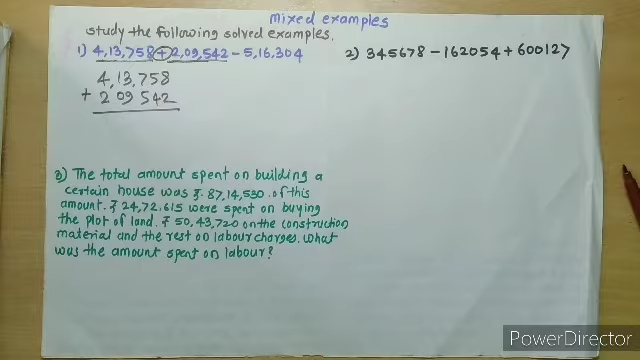 mixed examples
study the following solved examples.
1) 4,13,758 + 2,09,542 - 5,16,304
2) 345678 - 162054 + 600127
4,13,758
+ 2 09 542
3) The total amount spent on building a
certain house was ₹. 87,14,530. of this
amount. ₹ 24,72.615 were spent on buying
the plot of land. ₹ 50,43,720 on the construction
material and the rest on labour charges. What
was the amount spent on labour?
PowerDirector